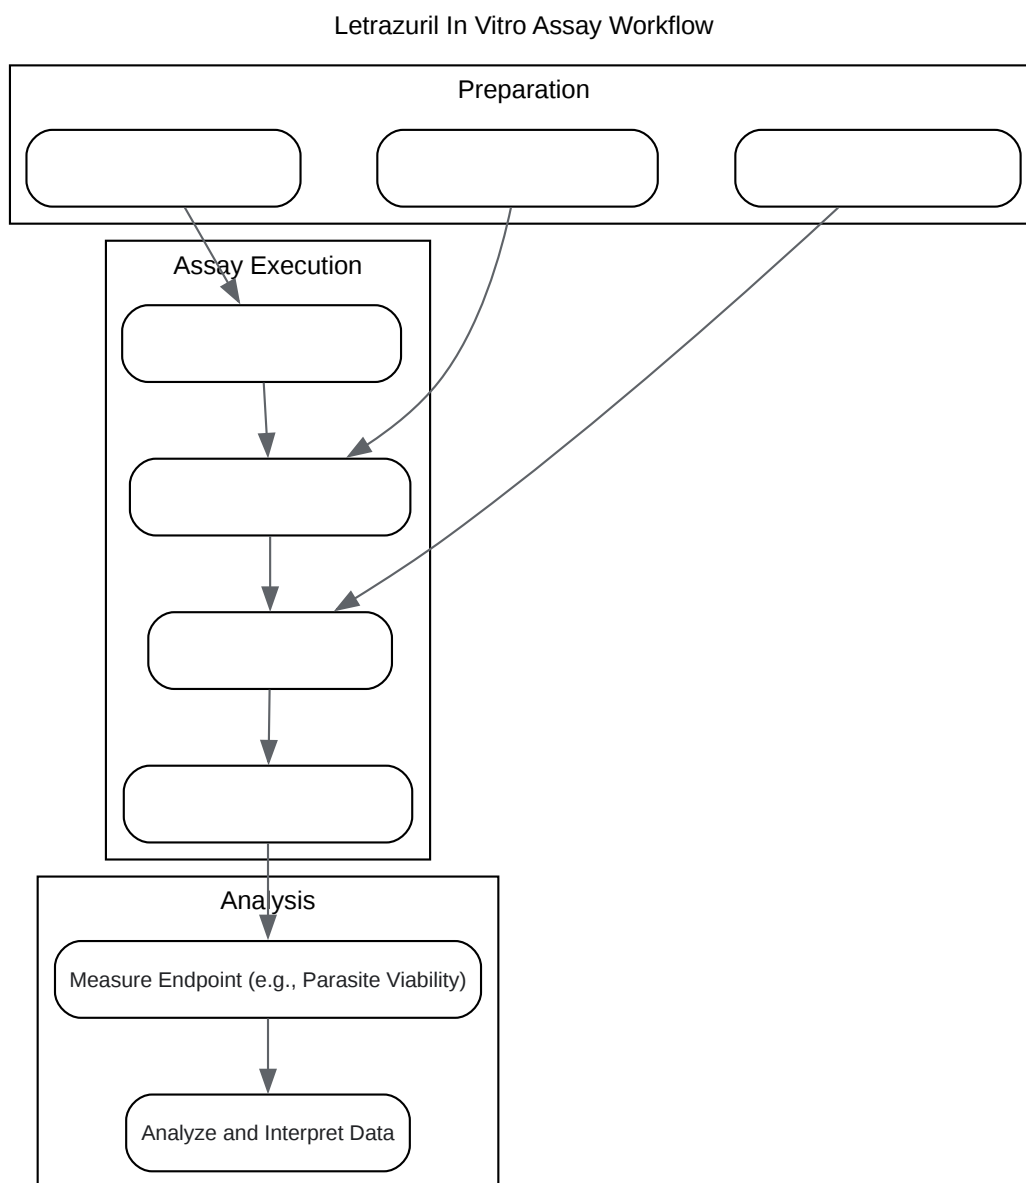 Letrazuril In Vitro Assay Workflow
Preparation
Assay Execution
Analysis
Measure Endpoint (e.g., Parasite Viability)
Analyze and Interpret Data